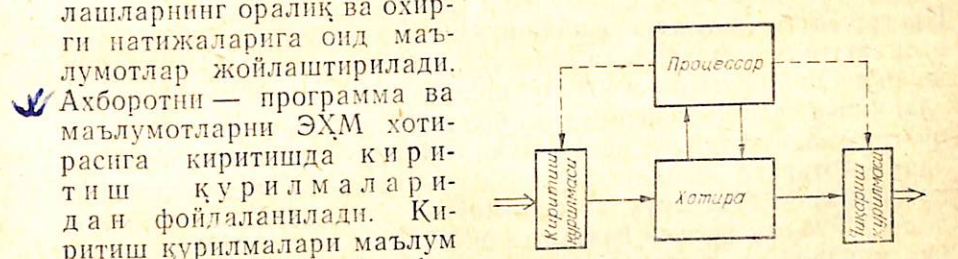 лашларнинг оралиқ ва охир-
ги натижаларига оид маъ-
лумотлар жойлаштирилади.
Ахборотни — программа ва
маълумотларни ЭҲМ хоти-
расига киритишда кири-
тиш қурилмалари-
дан фойдаланилади. Ки-
ритиш қурилмалари маълум
Процессор
Киритиш
қурилмаси
Хотира
Чиқариш
қурилмаси